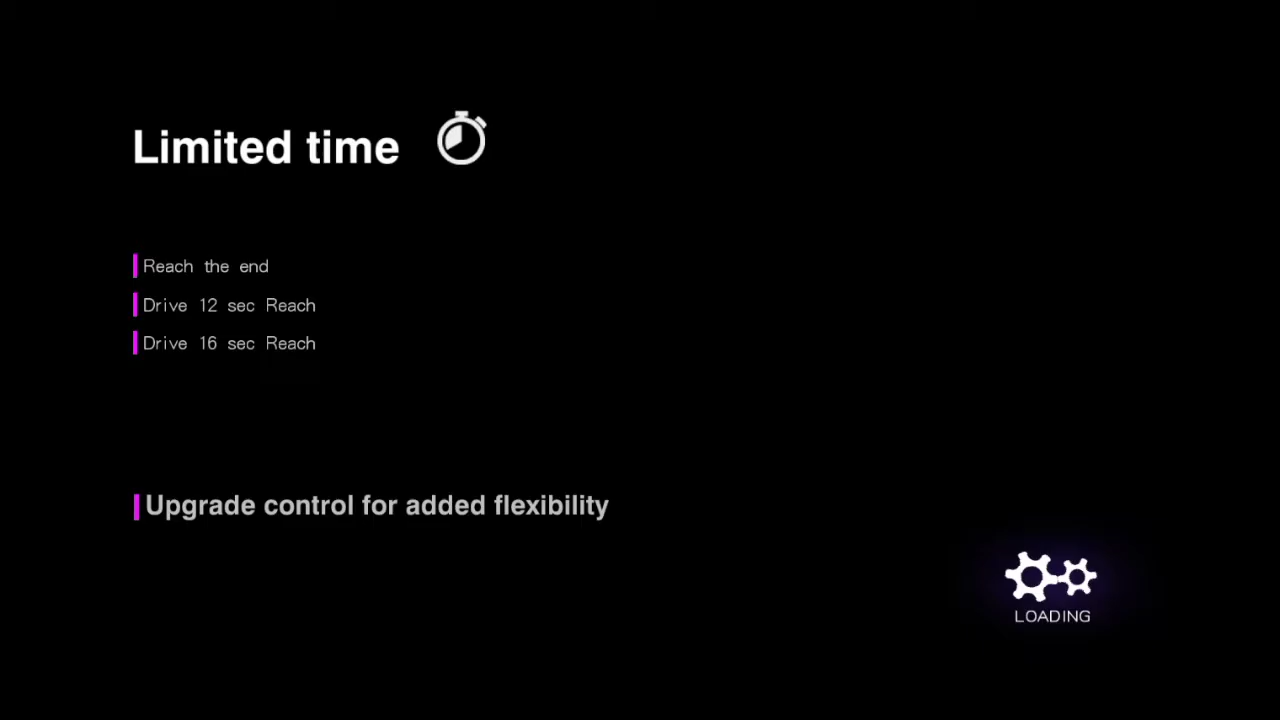 Limited time
Reach the end
Drive 12 sec Reach
Drive 16 sec Reach
Upgrade control for added flexibility
LOADING